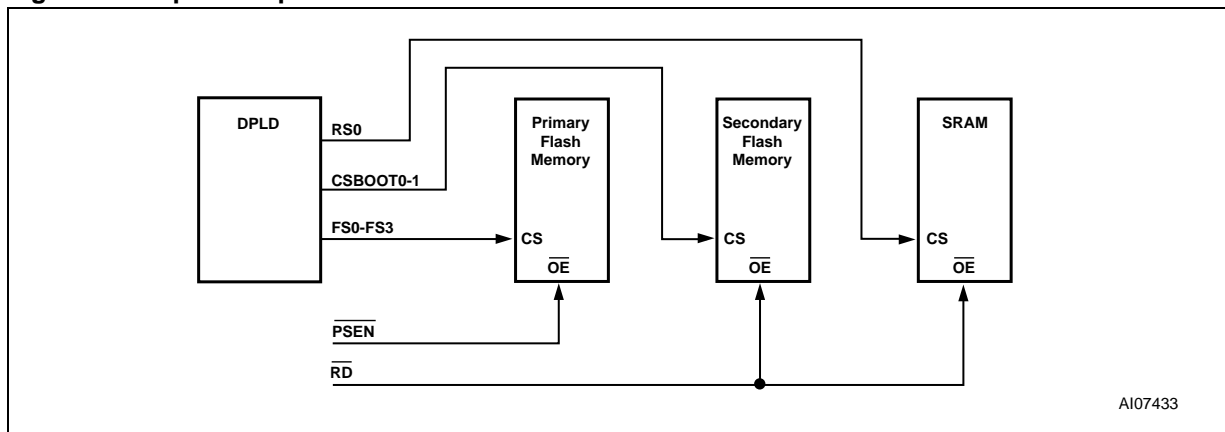 DPLD
RS0
CSBOOT0-1
FS0-FS3
Primary
Flash
Memory
CS
OE
Secondary
Flash
Memory
CS
OE
SRAM
CS
OE
PSEN
RD
AI07433